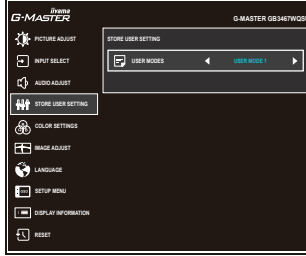 iiyama
G-MASTER
G-MASTER GB3467WQSU
PICTURE ADJUST
STORE USER SETTING
INPUT SELECT
USER MODES
USER MODE 1
AUDIO ADJUST
STORE USER SETTING
COLOR SETTINGS
IMAGE ADJUST
LANGUAGE
SETUP MENU
DISPLAY INFORMATION
RESET